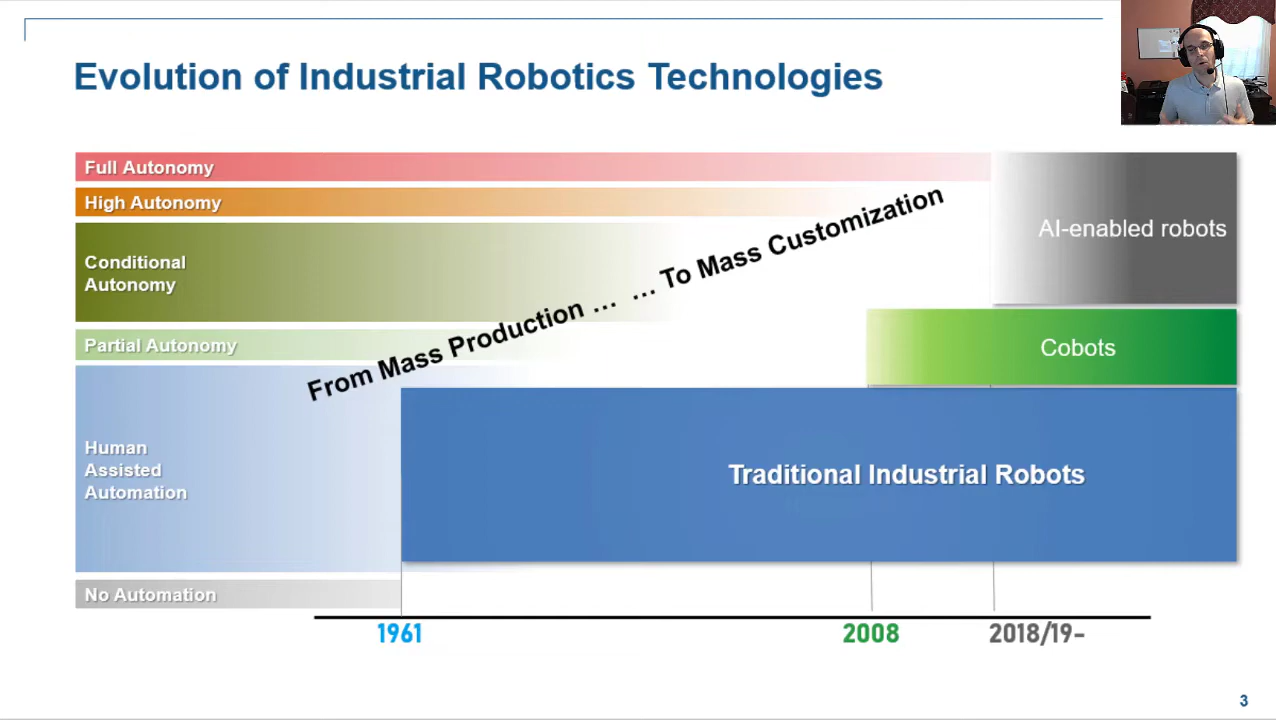 Evolution of Industrial Robotics Technologies
Full Autonomy
High Autonomy
Conditional
Autonomy
Partial Autonomy
Human
Assisted
Automation
No Automation
From Mass Production ... ... To Mass Customization
AI-enabled robots
Cobots
Traditional Industrial Robots
1961
2008
2018/19-
3